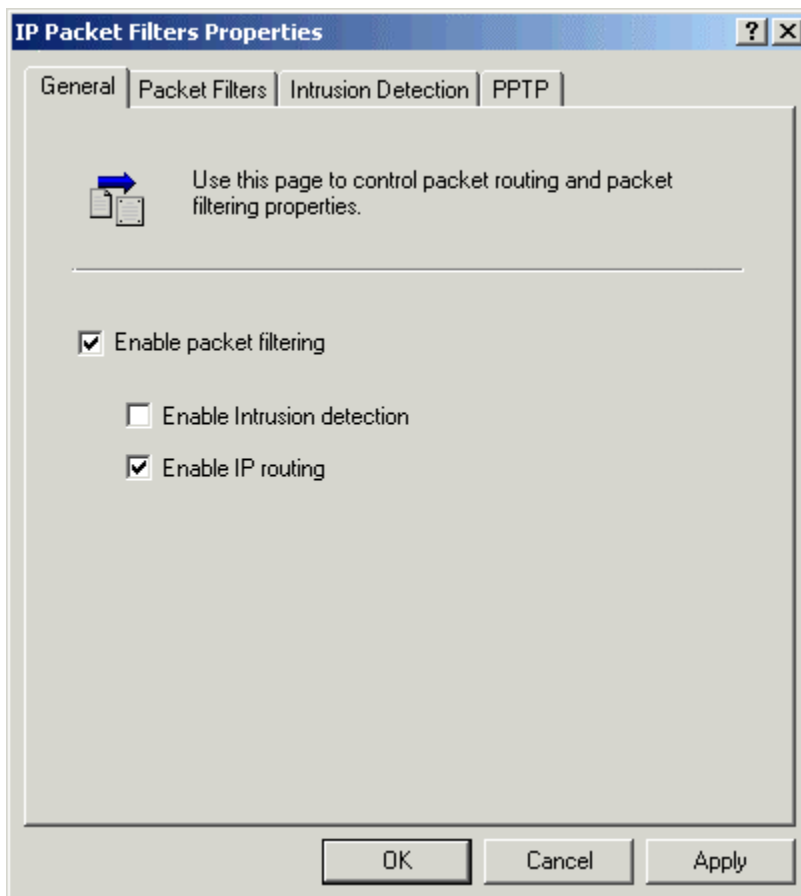 IP Packet Filters Properties
General Packet Filters Intrusion Detection PPTP
Use this page to control packet routing and packet
filtering properties.
Enable packet filtering
Enable Intrusion detection
Enable IP routing
OK Cancel Apply